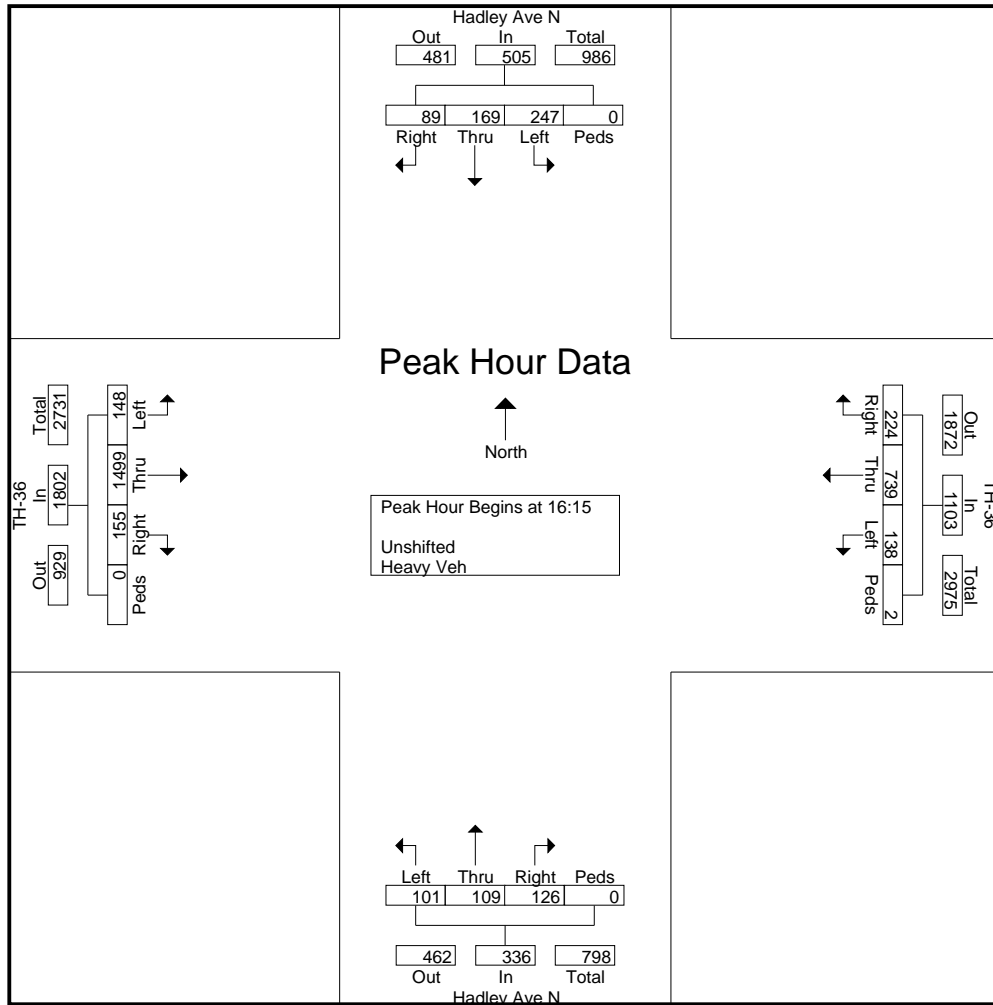 Hadley Ave N
Out In Total
481 505 986
89 169 247 0
Right Thru Left Peds
Peak Hour Data
North
Peak Hour Begins at 16:15
Unshifted
Heavy Veh
TH-36
Total In Out
2731 1802 929
148 1499 155 0
Left Thru Right Peds
Right Thru Left Peds
224 739 138 2
Out In Total
1872 1103 2975
TH-36
Left Thru Right Peds
101 109 126 0
462 336 798
Out In Total
Hadley Ave N